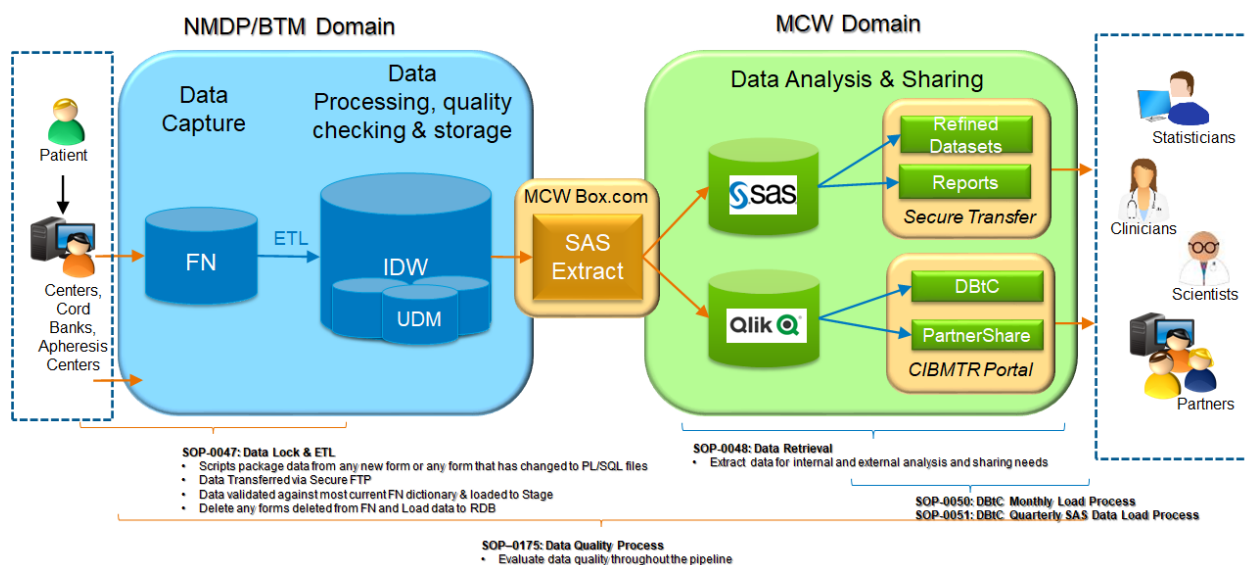 NMDP/BTM Domain
MCW Domain
Patient
Centers,
Cord
Banks,
Apheresis
Centers
Data
Capture
Data
Processing, quality
checking & storage
FN
ETL
IDW
UDM
MCW Box.com
SAS
Extract
Data Analysis & Sharing
sas
Qlik
Refined
Datasets
Reports
Secure Transfer
DBtC
PartnerShare
CIBMTR Portal
Statisticians
Clinicians
Scientists
Partners
SOP-0047: Data Lock & ETL
• Scripts package data from any new form or any form that has changed to PL/SQL files
• Data Transferred via Secure FTP
• Data validated against most current FN dictionary & loaded to Stage
• Delete any forms deleted from FN and Load data to RDB
SOP-0048: Data Retrieval
• Extract data for internal and external analysis and sharing needs
SOP-0050: DBtC Monthly Load Process
SOP-0051: DBtC Quarterly SAS Data Load Process
SOP–0175: Data Quality Process
• Evaluate data quality throughout the pipeline